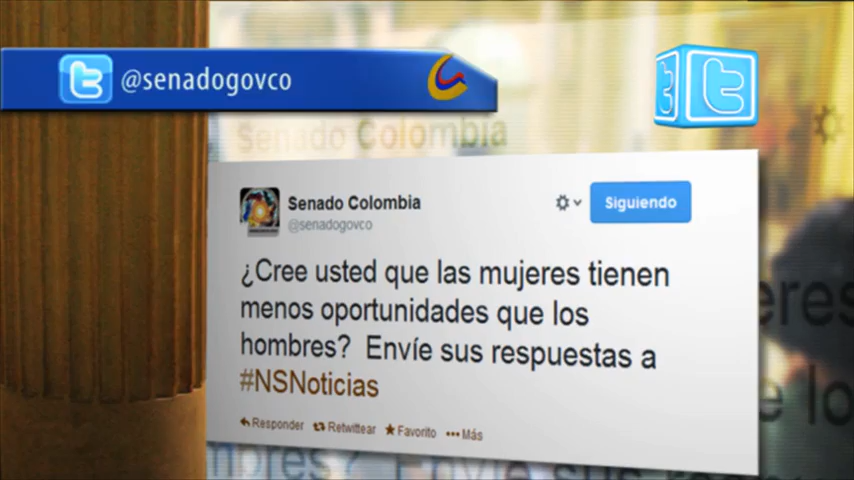 @senadogovco
Senado Colombia
Senado Colombia
@senadogovco
Siguiendo
¿Cree usted que las mujeres tienen
menos oportunidades que los
hombres? Envíe sus respuestas a
#NSNoticias
Responder Retwittear Favorito Más